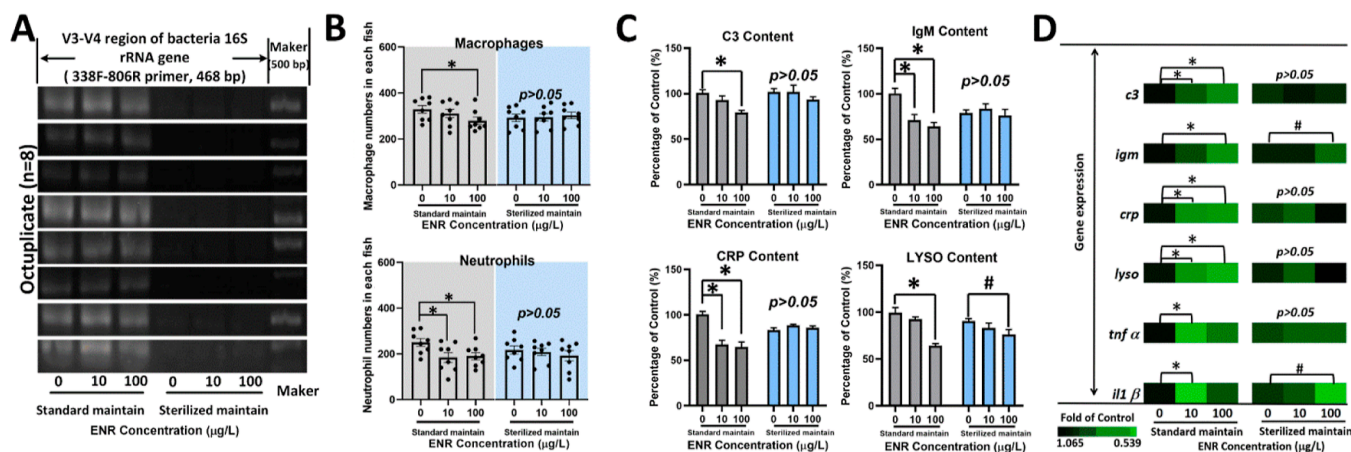 A
V3-V4 region of bacteria 16S
rRNA gene
( 338F-806R primer, 468 bp)
Maker
(500 bp)
Octuplicate (n=8)
0 10 100 0 10 100 Maker
Standard maintain Sterilized maintain
ENR Concentration (μg/L)
B
Macrophages
Macrophage numbers in each fish
600
400
200
0
*
p>0.05
0 10 100 0 10 100
Standard maintain Sterilized maintain
ENR Concentration (μg/L)
Neutrophils
Neutrophil numbers in each fish
600
400
200
0
*
*
p>0.05
0 10 100 0 10 100
Standard maintain Sterilized maintain
ENR Concentration (μg/L)
C
C3 Content
Percentage of Control (%)
150
100
50
0
*
p>0.05
0 10 100 0 10 100
Standard maintain Sterilized maintain
ENR Concentration (μg/L)
IgM Content
Percentage of Control (%)
150
100
50
0
*
*
p>0.05
0 10 100 0 10 100
Standard maintain Sterilized maintain
ENR Concentration (μg/L)
CRP Content
Percentage of Control (%)
150
100
50
0
*
*
p>0.05
0 10 100 0 10 100
Standard maintain Sterilized maintain
ENR Concentration (μg/L)
LYSO Content
Percentage of Control (%)
150
100
50
0
*
#
0 10 100 0 10 100
Standard maintain Sterilized maintain
ENR Concentration (μg/L)
D
Gene expression
*
* p>0.05
c3
* #
igm
*
* p>0.05
crp
*
* p>0.05
lyso
* p>0.05
tnf α
* #
il1 β
0 10 100 0 10 100
Fold of Control
1.065 0.539
Standard maintain Sterilized maintain
ENR Concentration (μg/L)